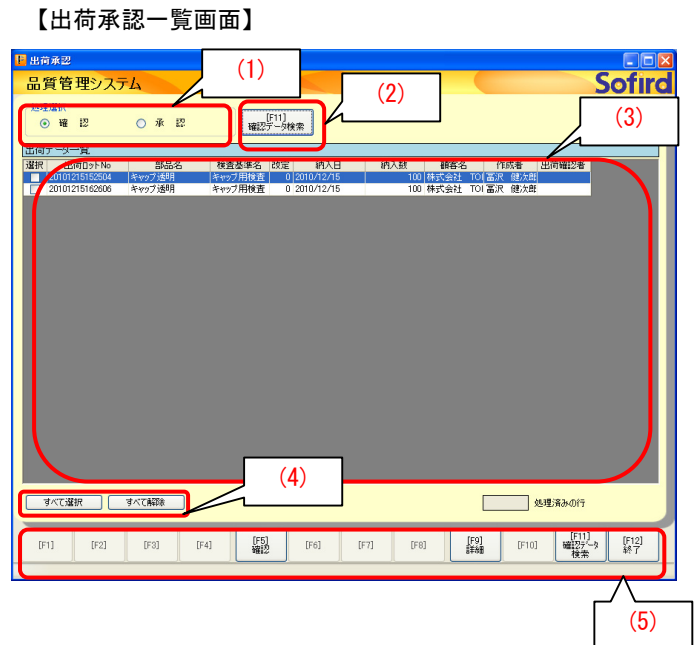 【出荷承認一覧画面】
出荷承認
品質管理システム
Sofird
(1)
(2)
(3)
処理選択
確 認
承 認
[F11]
確認データ検索
出荷データ一覧
選択 出荷ロットNo 部品名 検査基準名 改定 納入日 納入数 顧客名 作成者 出荷確認者
20101215152504 キャップ透明 キャップ用検査 0 2010/12/15 100 株式会社 TOI 富沢 健次郎
20101215162606 キャップ透明 キャップ用検査 0 2010/12/15 100 株式会社 TOI 富沢 健次郎
(4)
すべて選択 すべて解除
処理済みの行
[F1] [F2] [F3] [F4] [F5]確認 [F6] [F7] [F8] [F9]詳細 [F10] [F11]確認データ検索 [F12]終了
(5)